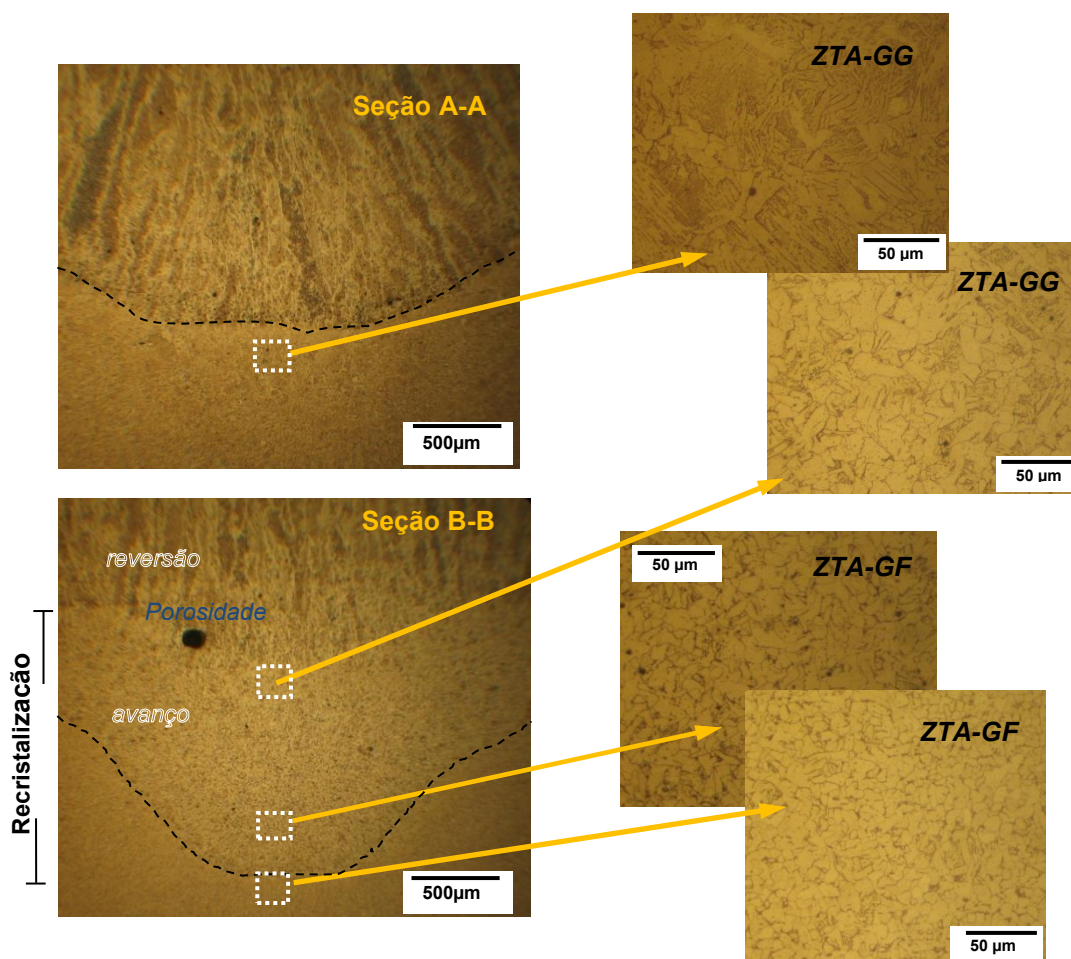 ZTA-GG
Seção A-A
50 µm
ZTA-GG
500µm
50 µm
Seção B-B
reversão
50 µm
ZTA-GF
Porosidade
Recristalizacão
avanço
ZTA-GF
500µm
50 µm